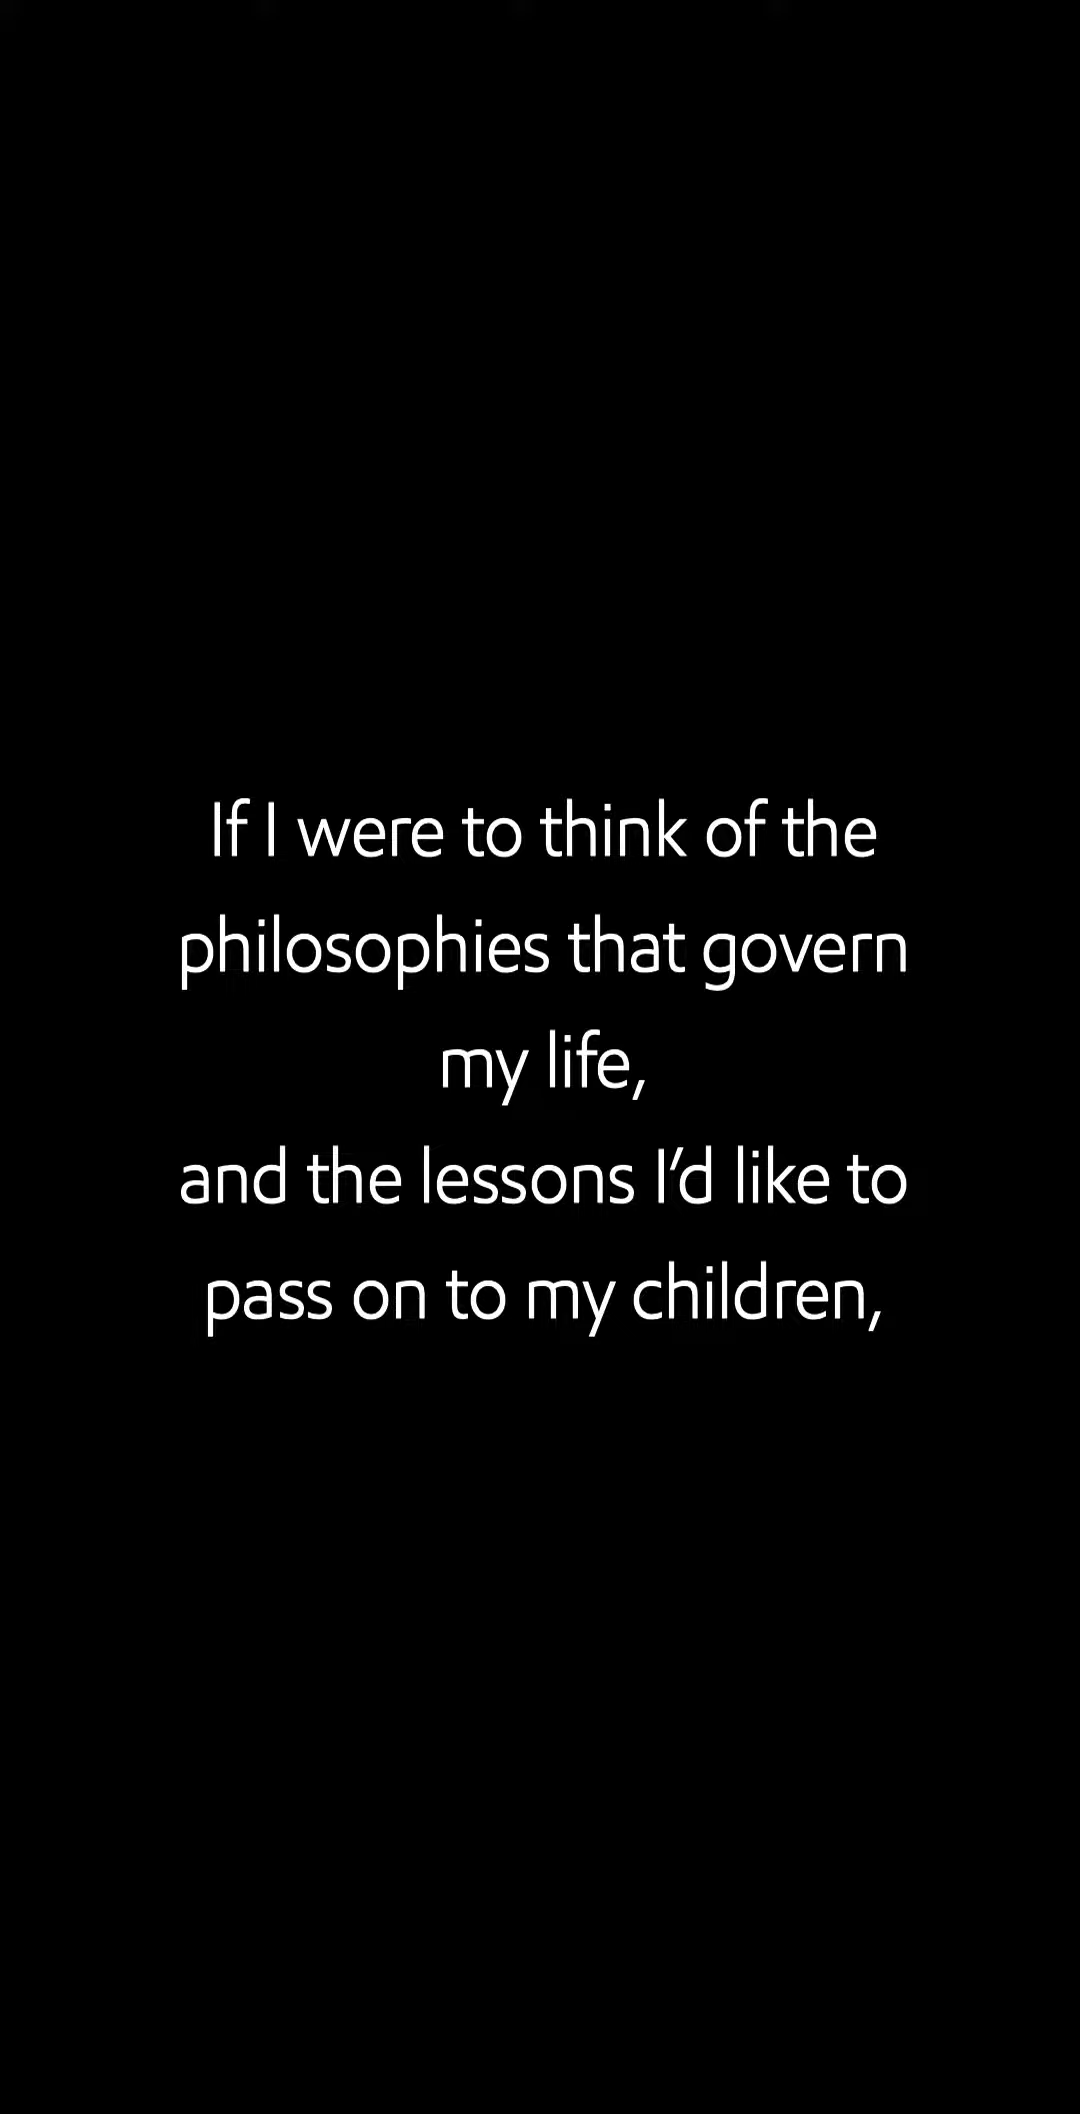 If I were to think of the
philosophies that govern
my life,
and the lessons I’d like to
pass on to my children,